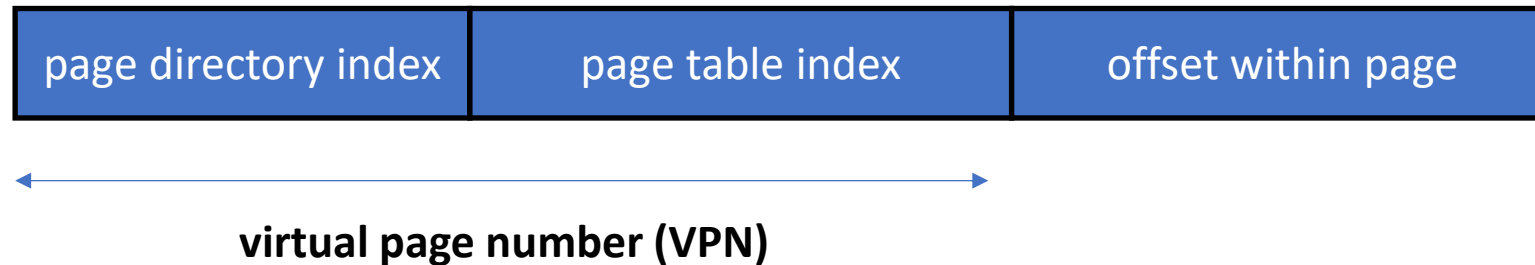 page directory index page table index offset within page
virtual page number (VPN)